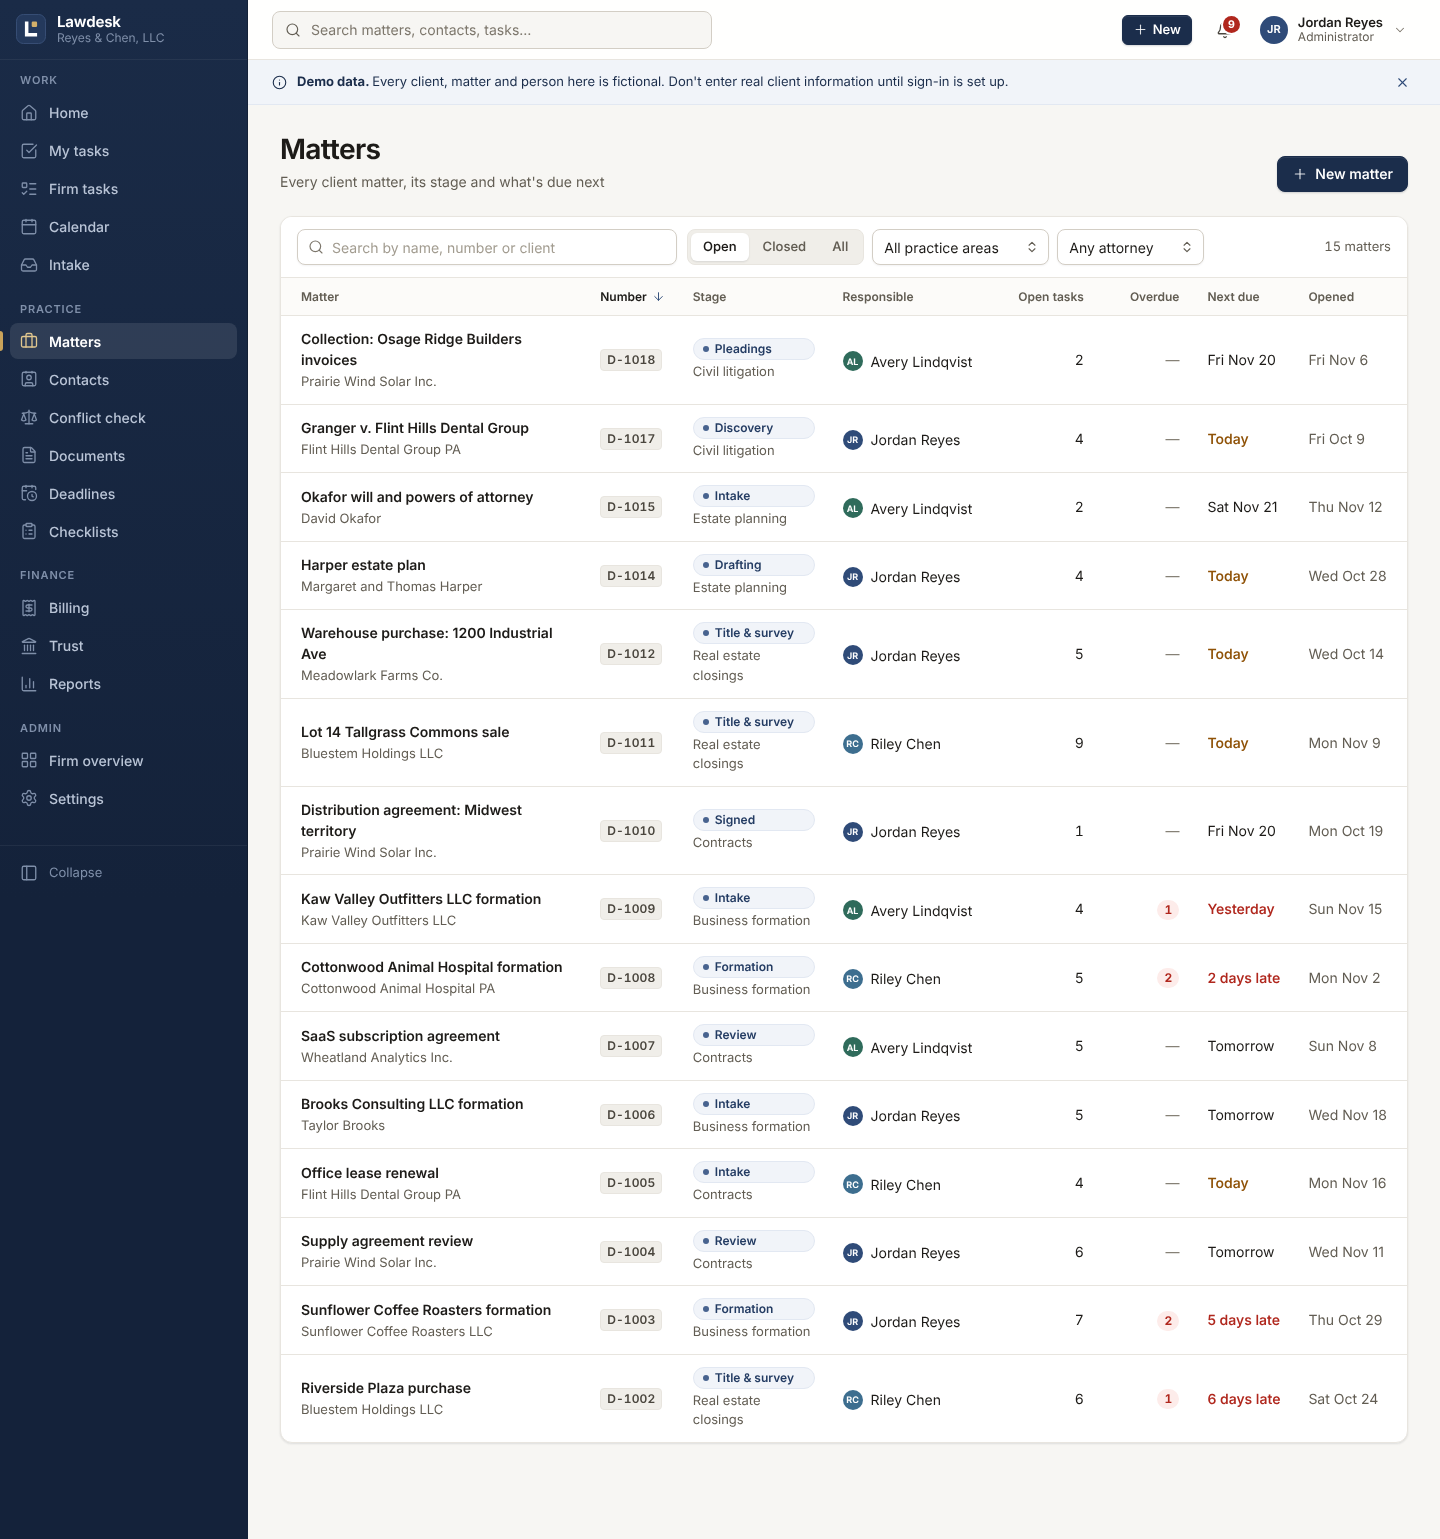 Lawdesk
Reyes & Chen, LLC
Search matters, contacts, tasks...
New
9
JR
Jordan Reyes
Administrator
Demo data. Every client, matter and person here is fictional. Don't enter real client information until sign-in is set up.
WORK
Home
My tasks
Firm tasks
Calendar
Intake
PRACTICE
Matters
Contacts
Conflict check
Documents
Deadlines
Checklists
FINANCE
Billing
Trust
Reports
ADMIN
Firm overview
Settings
Collapse
Matters
Every client matter, its stage and what's due next
New matter
Search by name, number or client
Open Closed All
All practice areas
Any attorney
15 matters
Matter Number Stage Responsible Open tasks Overdue Next due Opened
Collection: Osage Ridge Builders
invoices
Prairie Wind Solar Inc.
D-1018
Pleadings
Civil litigation
AL Avery Lindqvist 2 — Fri Nov 20 Fri Nov 6
Granger v. Flint Hills Dental Group
Flint Hills Dental Group PA
D-1017
Discovery
Civil litigation
JR Jordan Reyes 4 — Today Fri Oct 9
Okafor will and powers of attorney
David Okafor
D-1015
Intake
Estate planning
AL Avery Lindqvist 2 — Sat Nov 21 Thu Nov 12
Harper estate plan
Margaret and Thomas Harper
D-1014
Drafting
Estate planning
JR Jordan Reyes 4 — Today Wed Oct 28
Warehouse purchase: 1200 Industrial
Ave
Meadowlark Farms Co.
D-1012
Title & survey
Real estate
closings
JR Jordan Reyes 5 — Today Wed Oct 14
Lot 14 Tallgrass Commons sale
Bluestem Holdings LLC
D-1011
Title & survey
Real estate
closings
RC Riley Chen 9 — Today Mon Nov 9
Distribution agreement: Midwest
territory
Prairie Wind Solar Inc.
D-1010
Signed
Contracts
JR Jordan Reyes 1 — Fri Nov 20 Mon Oct 19
Kaw Valley Outfitters LLC formation
Kaw Valley Outfitters LLC
D-1009
Intake
Business formation
AL Avery Lindqvist 4 1 Yesterday Sun Nov 15
Cottonwood Animal Hospital formation
Cottonwood Animal Hospital PA
D-1008
Formation
Business formation
RC Riley Chen 5 2 2 days late Mon Nov 2
SaaS subscription agreement
Wheatland Analytics Inc.
D-1007
Review
Contracts
AL Avery Lindqvist 5 — Tomorrow Sun Nov 8
Brooks Consulting LLC formation
Taylor Brooks
D-1006
Intake
Business formation
JR Jordan Reyes 5 — Tomorrow Wed Nov 18
Office lease renewal
Flint Hills Dental Group PA
D-1005
Intake
Contracts
RC Riley Chen 4 — Today Mon Nov 16
Supply agreement review
Prairie Wind Solar Inc.
D-1004
Review
Contracts
JR Jordan Reyes 6 — Tomorrow Wed Nov 11
Sunflower Coffee Roasters formation
Sunflower Coffee Roasters LLC
D-1003
Formation
Business formation
JR Jordan Reyes 7 2 5 days late Thu Oct 29
Riverside Plaza purchase
Bluestem Holdings LLC
D-1002
Title & survey
Real estate
closings
RC Riley Chen 6 1 6 days late Sat Oct 24